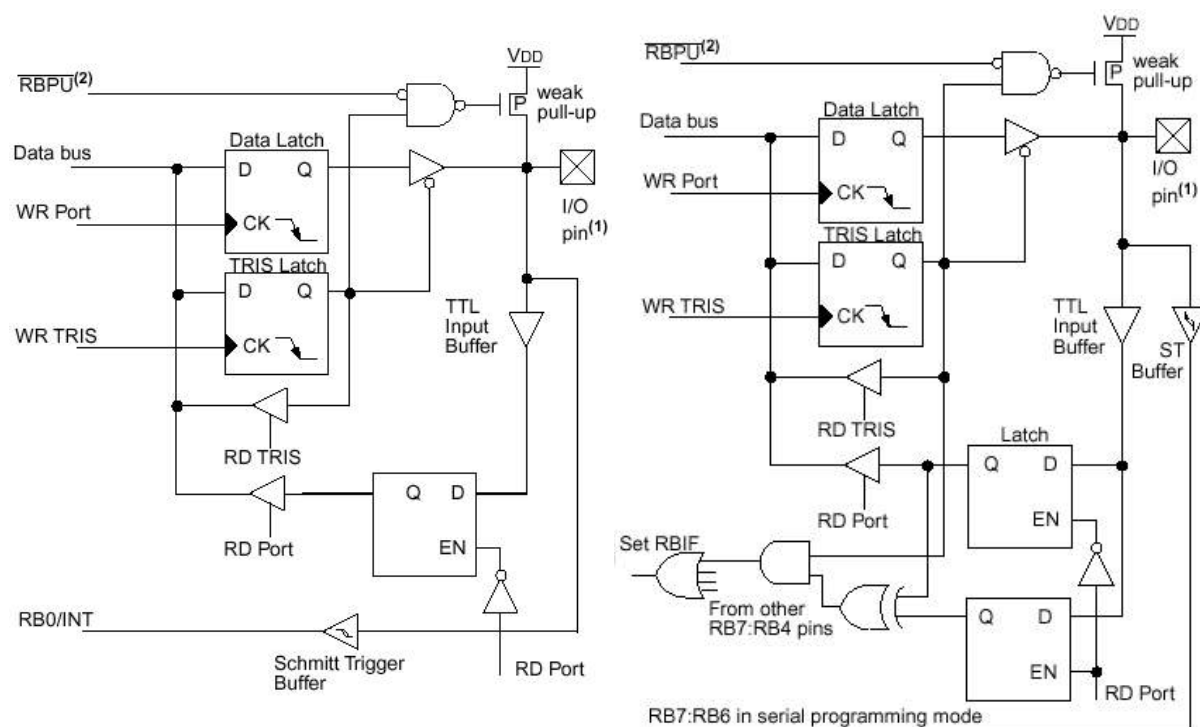 RBPU(2)
VDD
P
weak
pull-up
Data bus
Data Latch
D Q
WR Port
CK
I/O
pin(1)
TRIS Latch
D Q
WR TRIS
CK
TTL
Input
Buffer
RD TRIS
Q D
RD Port
EN
RB0/INT
Schmitt Trigger
Buffer
RD Port
RBPU(2)
VDD
P
weak
pull-up
Data bus
Data Latch
D Q
WR Port
CK
I/O
pin(1)
TRIS Latch
D Q
WR TRIS
CK
TTL
Input
Buffer
ST
Buffer
RD TRIS
Latch
Q D
RD Port
EN
Set RBIF
From other
RB7:RB4 pins
Q D
EN
RD Port
RB7:RB6 in serial programming mode